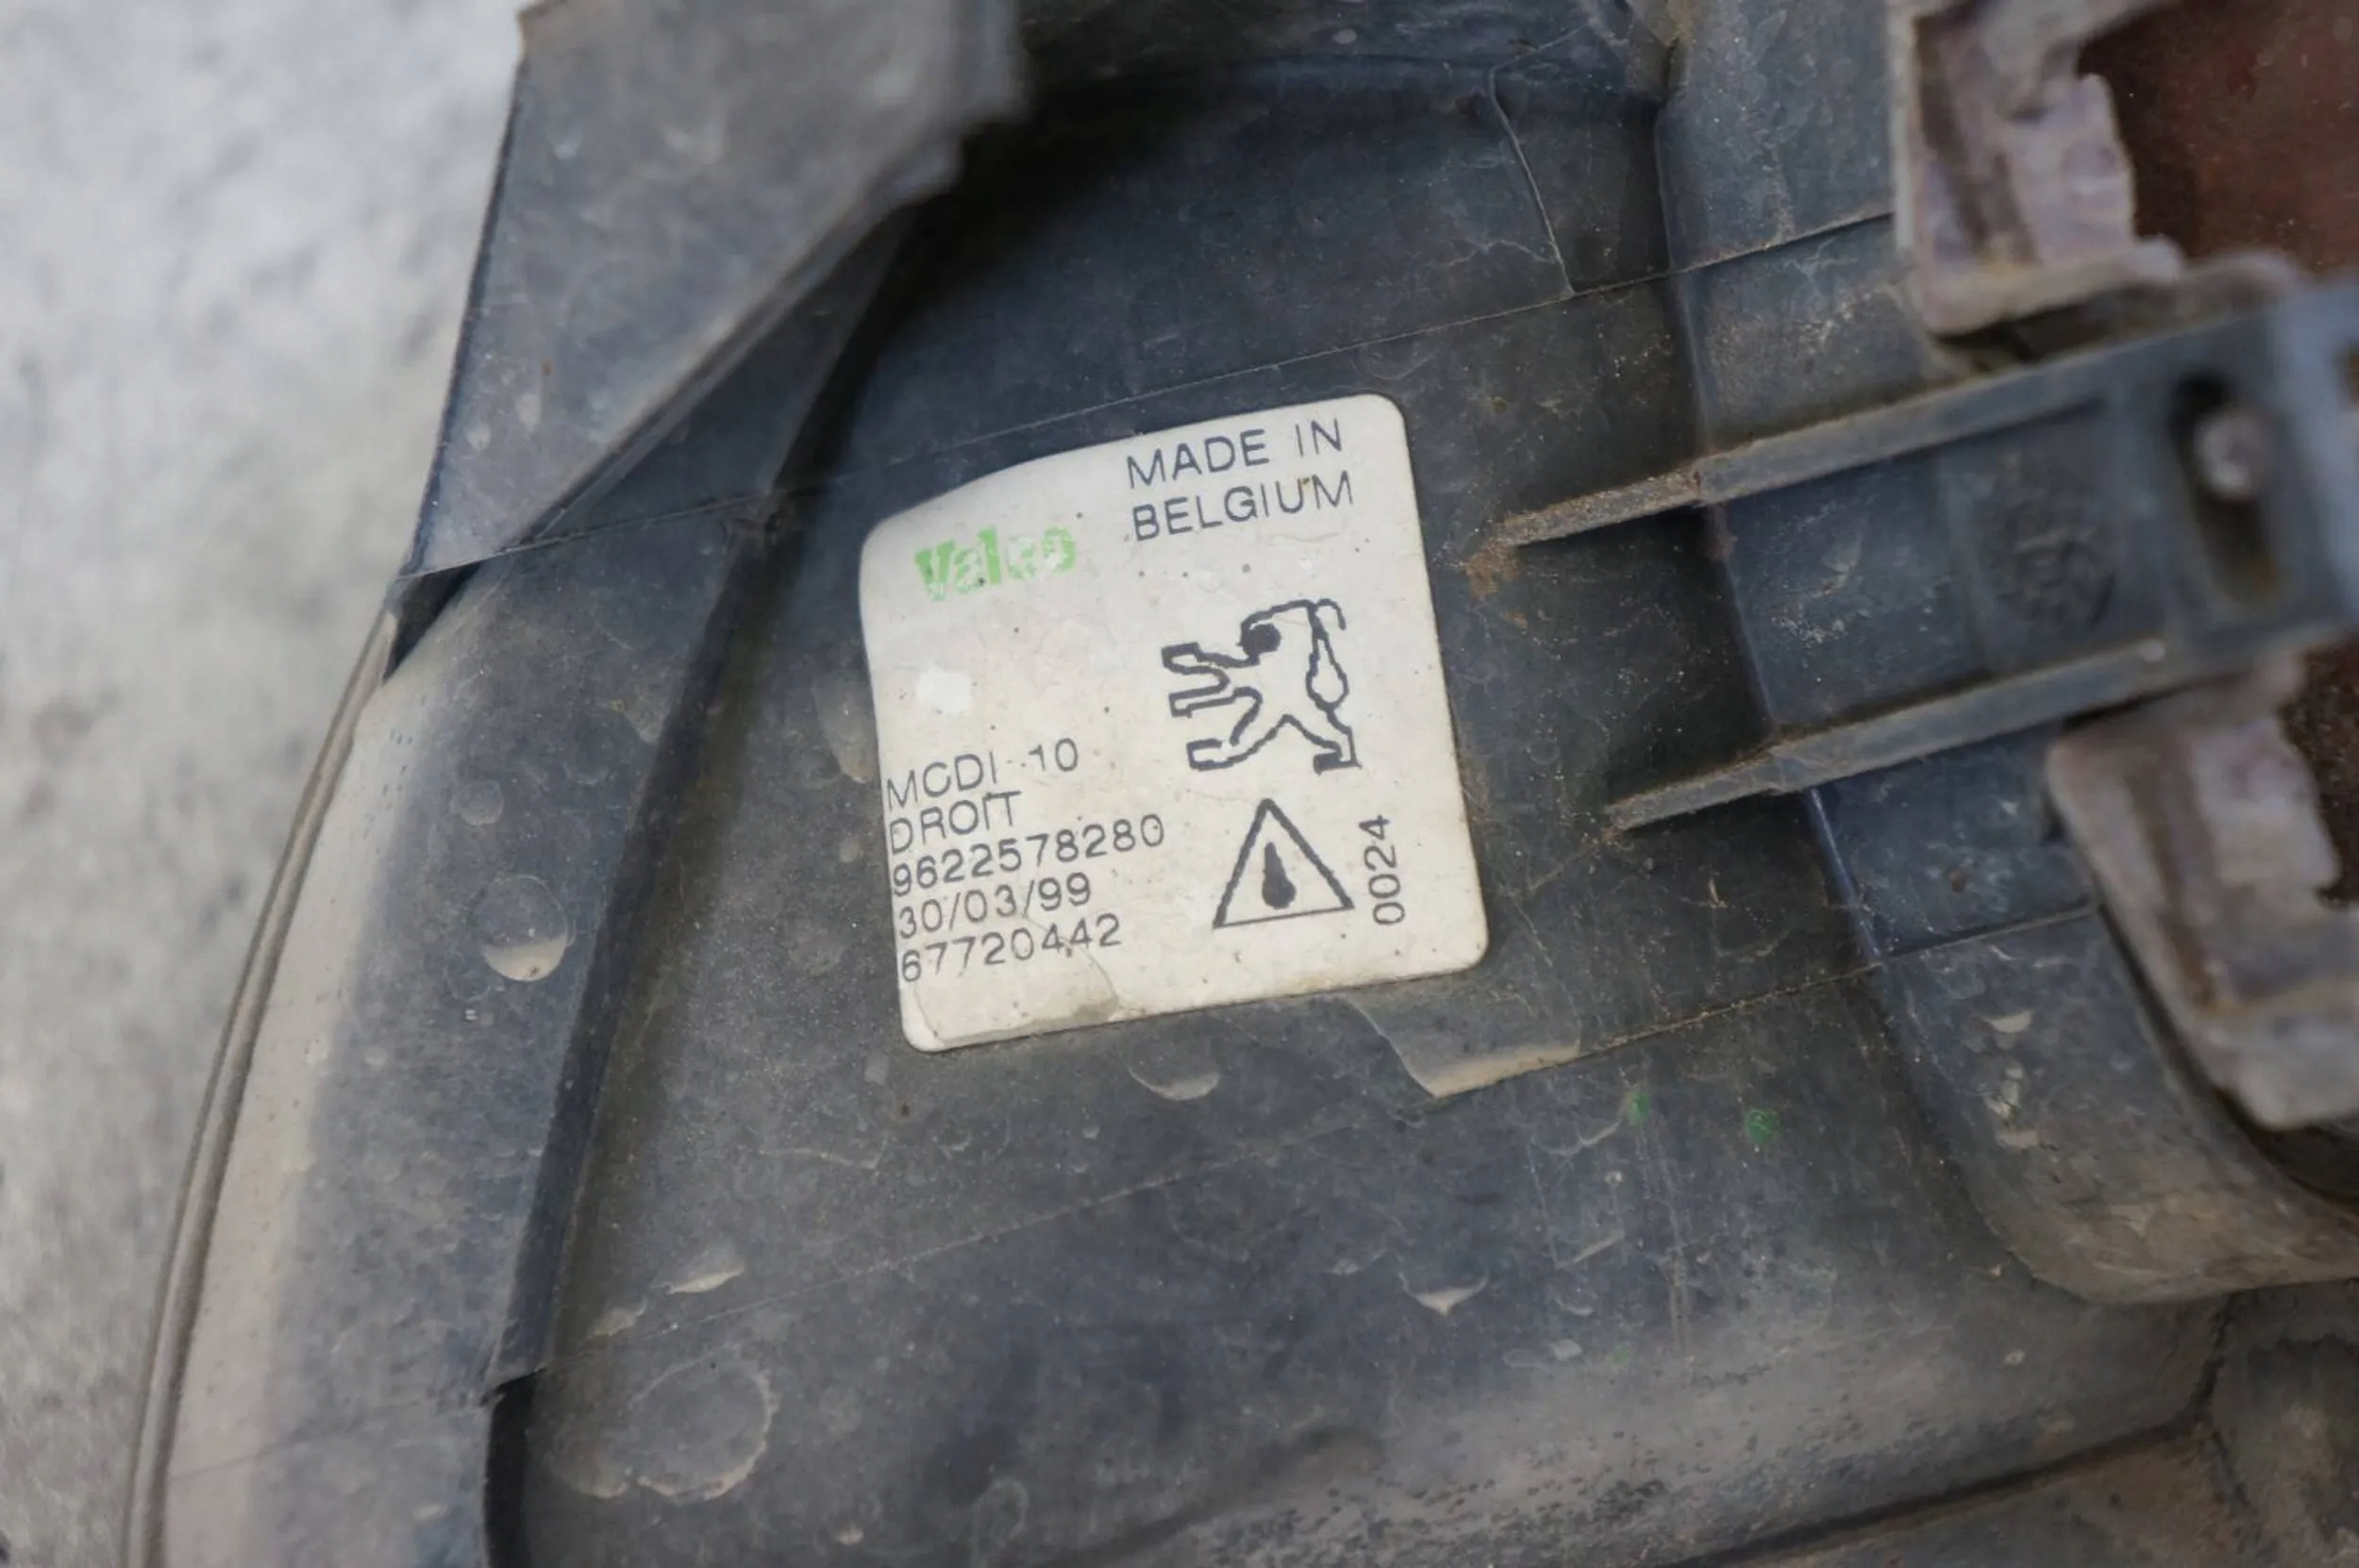 MADE IN
BELGIUM
Valeo
MCDI 10
DROIT
9622578280
30/03/99
67720442
0024